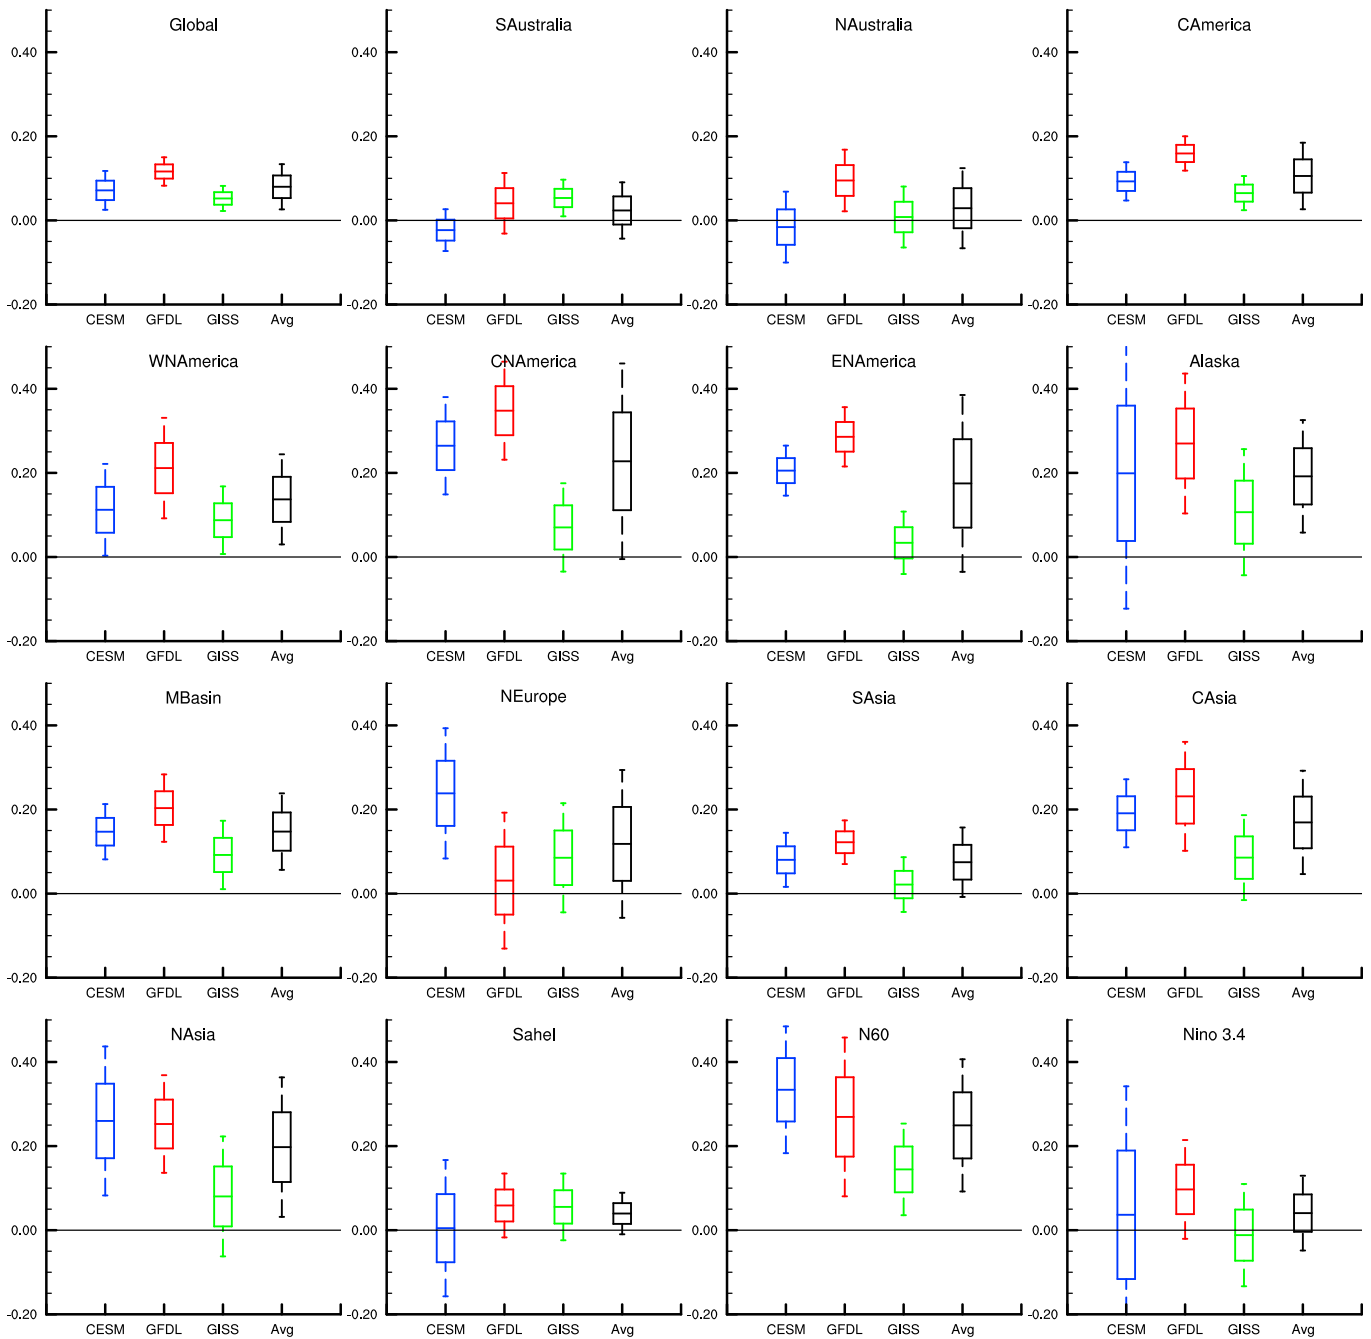 Global SAustralia NAustralia CAmerica
0.40 0.40 0.40 0.40
0.20 0.20 0.20 0.20
0.00 0.00 0.00 0.00
-0.20 -0.20 -0.20 -0.20
CESM GFDL GISS Avg CESM GFDL GISS Avg CESM GFDL GISS Avg CESM GFDL GISS Avg
WNAmerica CNAmerica ENAmerica Alaska
0.40 0.40 0.40 0.40
0.20 0.20 0.20 0.20
0.00 0.00 0.00 0.00
-0.20 -0.20 -0.20 -0.20
CESM GFDL GISS Avg CESM GFDL GISS Avg CESM GFDL GISS Avg CESM GFDL GISS Avg
MBasin NEurope SAsia CAsia
0.40 0.40 0.40 0.40
0.20 0.20 0.20 0.20
0.00 0.00 0.00 0.00
-0.20 -0.20 -0.20 -0.20
CESM GFDL GISS Avg CESM GFDL GISS Avg CESM GFDL GISS Avg CESM GFDL GISS Avg
NAsia Sahel N60 Nino 3.4
0.40 0.40 0.40 0.40
0.20 0.20 0.20 0.20
0.00 0.00 0.00 0.00
-0.20 -0.20 -0.20 -0.20
CESM GFDL GISS Avg CESM GFDL GISS Avg CESM GFDL GISS Avg CESM GFDL GISS Avg